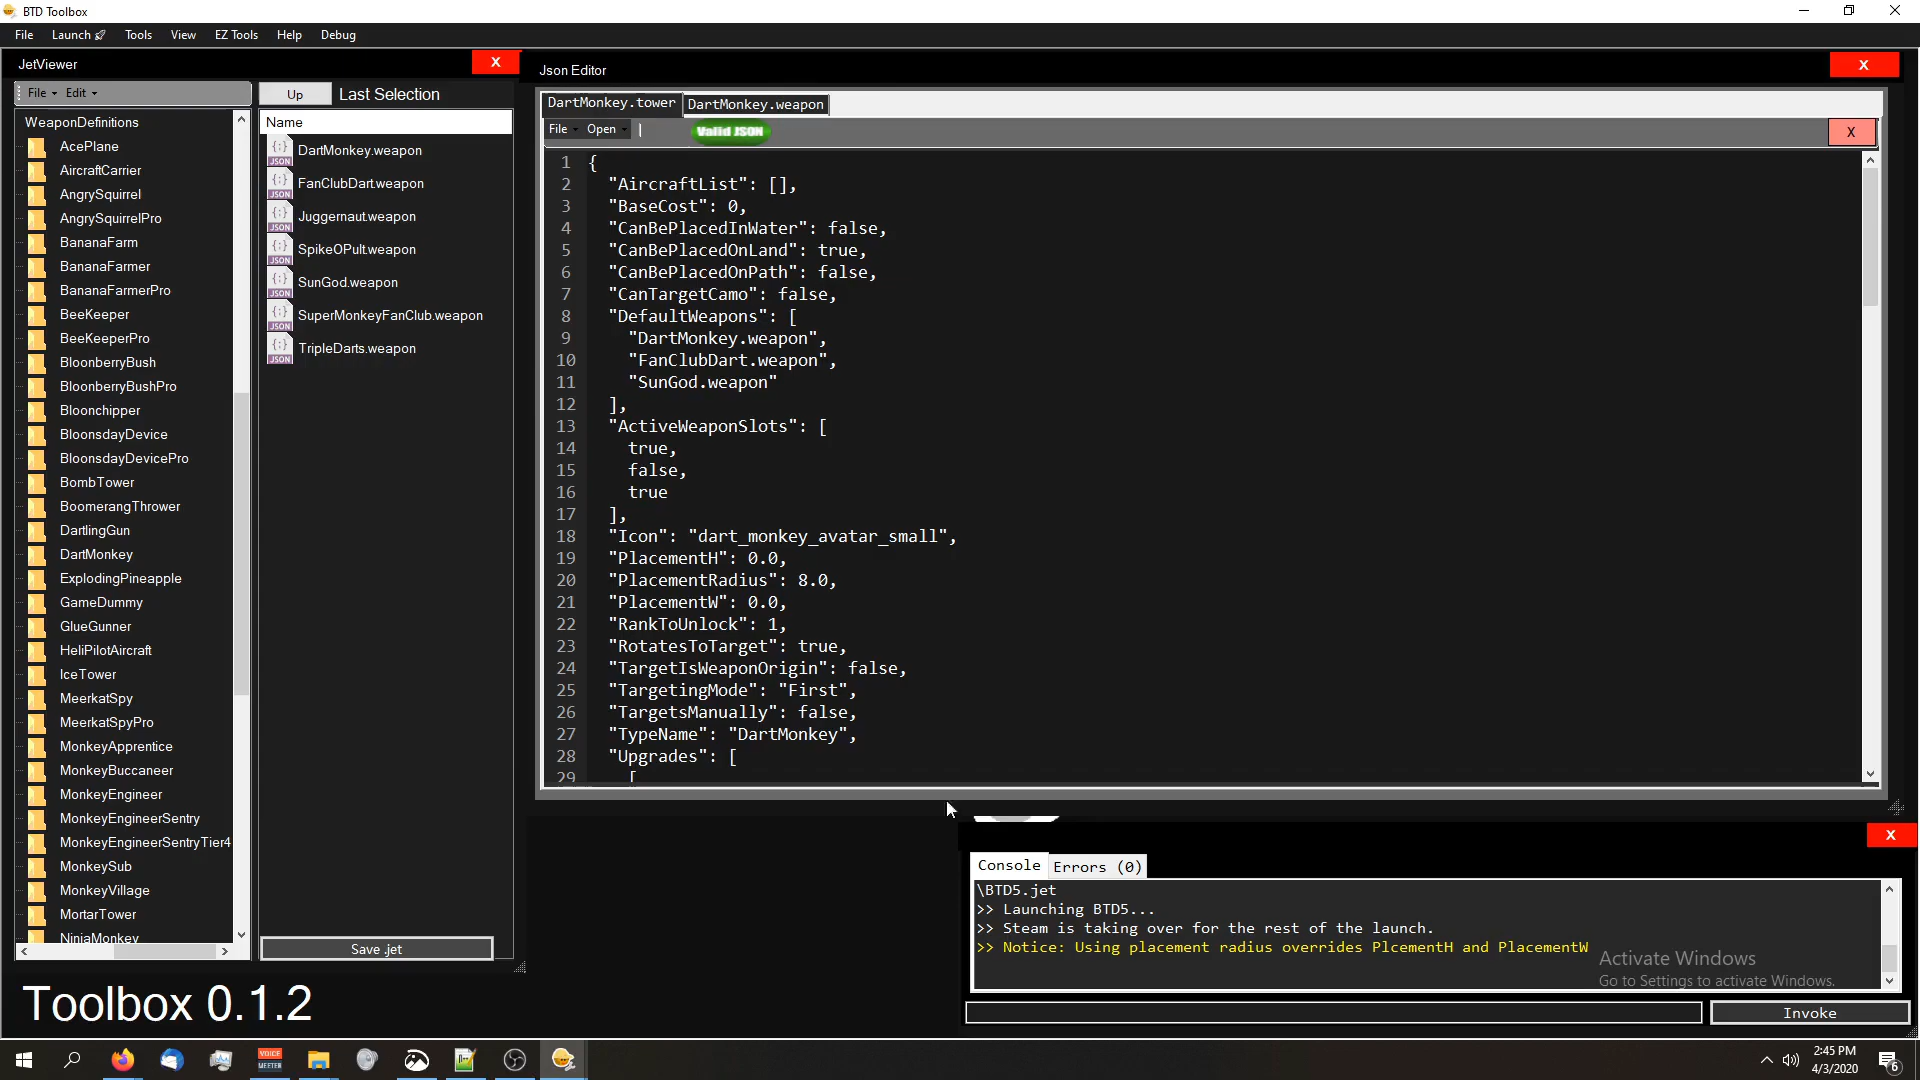 BTD Toolbox
File Launch Tools View EZ Tools Help Debug
JetViewer
X
File Edit
WeaponDefinitions
AcePlane
AircraftCarrier
AngrySquirrel
AngrySquirrelPro
BananaFarm
BananaFarmer
BananaFarmerPro
BeeKeeper
BeeKeeperPro
BloonberryBush
BloonberryBushPro
Bloonchipper
BloonsdayDevice
BloonsdayDevicePro
BombTower
BoomerangThrower
DartlingGun
DartMonkey
ExplodingPineapple
GameDummy
GlueGunner
HeliPilotAircraft
IceTower
MeerkatSpy
MeerkatSpyPro
MonkeyApprentice
MonkeyBuccaneer
MonkeyEngineer
MonkeyEngineerSentry
MonkeyEngineerSentryTier4
MonkeySub
MonkeyVillage
MortarTower
NinjaMonkey
Up Last Selection
Name
JSON DartMonkey.weapon
JSON FanClubDart.weapon
JSON Juggernaut.weapon
JSON SpikeOPult.weapon
JSON SunGod.weapon
JSON SuperMonkeyFanClub.weapon
JSON TripleDarts.weapon
Save .jet
Toolbox 0.1.2
Json Editor
X
DartMonkey.tower DartMonkey.weapon
File Open Valid JSON X
1 {
2 "AircraftList": [],
3 "BaseCost": 0,
4 "CanBePlacedInWater": false,
5 "CanBePlacedOnLand": true,
6 "CanBePlacedOnPath": false,
7 "CanTargetCamo": false,
8 "DefaultWeapons": [
9 "DartMonkey.weapon",
10 "FanClubDart.weapon",
11 "SunGod.weapon"
12 ],
13 "ActiveWeaponSlots": [
14 true,
15 false,
16 true
17 ],
18 "Icon": "dart_monkey_avatar_small",
19 "PlacementH": 0.0,
20 "PlacementRadius": 8.0,
21 "PlacementW": 0.0,
22 "RankToUnlock": 1,
23 "RotatesToTarget": true,
24 "TargetIsWeaponOrigin": false,
25 "TargetingMode": "First",
26 "TargetsManually": false,
27 "TypeName": "DartMonkey",
28 "Upgrades": [
29 [
X
Console Errors (0)
\BTD5.jet
>> Launching BTD5...
>> Steam is taking over for the rest of the launch.
>> Notice: Using placement radius overrides PlcementH and PlacementW
Activate Windows
Go to Settings to activate Windows.
Invoke
VOICE
MEETER
2:45 PM
4/3/2020
6